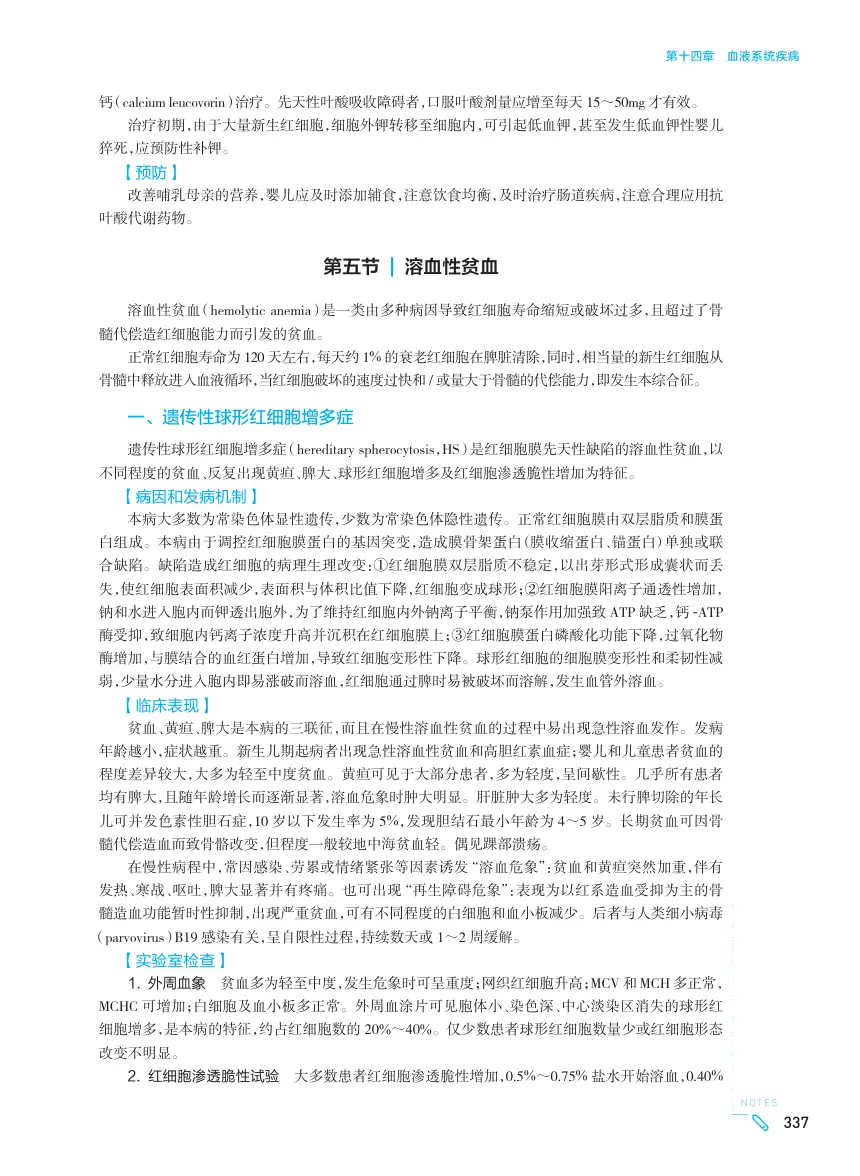 第十四章 血液系统疾病
钙(calcium leucovorin)治疗。先天性叶酸吸收障碍者,口服叶酸剂量应增至每天 15～50mg 才有效。
治疗初期,由于大量新生红细胞,细胞外钾转移至细胞内,可引起低血钾,甚至发生低血钾性婴儿
猝死,应预防性补钾。
【预防】
改善哺乳母亲的营养,婴儿应及时添加辅食,注意饮食均衡,及时治疗肠道疾病,注意合理应用抗
叶酸代谢药物。
第五节 | 溶血性贫血
溶血性贫血(hemolytic anemia)是一类由多种病因导致红细胞寿命缩短或破坏过多,且超过了骨
髓代偿造红细胞能力而引发的贫血。
正常红细胞寿命为 120 天左右,每天约 1% 的衰老红细胞在脾脏清除,同时,相当量的新生红细胞从
骨髓中释放进入血液循环,当红细胞破坏的速度过快和 / 或量大于骨髓的代偿能力,即发生本综合征。
一、遗传性球形红细胞增多症
遗传性球形红细胞增多症(hereditary spherocytosis,HS)是红细胞膜先天性缺陷的溶血性贫血,以
不同程度的贫血、反复出现黄疸、脾大、球形红细胞增多及红细胞渗透脆性增加为特征。
【病因和发病机制】
本病大多数为常染色体显性遗传,少数为常染色体隐性遗传。正常红细胞膜由双层脂质和膜蛋
白组成。本病由于调控红细胞膜蛋白的基因突变,造成膜骨架蛋白(膜收缩蛋白、锚蛋白)单独或联
合缺陷。缺陷造成红细胞的病理生理改变:①红细胞膜双层脂质不稳定,以出芽形式形成囊状而丢
失,使红细胞表面积减少,表面积与体积比值下降,红细胞变成球形;②红细胞膜阳离子通透性增加,
钠和水进入胞内而钾透出胞外,为了维持红细胞内外钠离子平衡,钠泵作用加强致 ATP 缺乏,钙 -ATP
酶受抑,致细胞内钙离子浓度升高并沉积在红细胞膜上;③红细胞膜蛋白磷酸化功能下降,过氧化物
酶增加,与膜结合的血红蛋白增加,导致红细胞变形性下降。球形红细胞的细胞膜变形性和柔韧性减
弱,少量水分进入胞内即易涨破而溶血,红细胞通过脾时易被破坏而溶解,发生血管外溶血。
【临床表现】
贫血、黄疸、脾大是本病的三联征,而且在慢性溶血性贫血的过程中易出现急性溶血发作。发病
年龄越小,症状越重。新生儿期起病者出现急性溶血性贫血和高胆红素血症;婴儿和儿童患者贫血的
程度差异较大,大多为轻至中度贫血。黄疸可见于大部分患者,多为轻度,呈间歇性。几乎所有患者
均有脾大,且随年龄增长而逐渐显著,溶血危象时肿大明显。肝脏肿大多为轻度。未行脾切除的年长
儿可并发色素性胆石症,10 岁以下发生率为 5%,发现胆结石最小年龄为 4～5 岁。长期贫血可因骨
髓代偿造血而致骨骼改变,但程度一般较地中海贫血轻。偶见踝部溃疡。
在慢性病程中,常因感染、劳累或情绪紧张等因素诱发“溶血危象”:贫血和黄疸突然加重,伴有
发热、寒战、呕吐,脾大显著并有疼痛。也可出现“再生障碍危象”:表现为以红系造血受抑为主的骨
髓造血功能暂时性抑制,出现严重贫血,可有不同程度的白细胞和血小板减少。后者与人类细小病毒
(parvovirus)B19 感染有关,呈自限性过程,持续数天或 1～2 周缓解。
【实验室检查】
1. 外周血象 贫血多为轻至中度,发生危象时可呈重度;网织红细胞升高;MCV 和 MCH 多正常,
MCHC 可增加;白细胞及血小板多正常。外周血涂片可见胞体小、染色深、中心淡染区消失的球形红
细胞增多,是本病的特征,约占红细胞数的 20%～40%。仅少数患者球形红细胞数量少或红细胞形态
改变不明显。
2. 红细胞渗透脆性试验 大多数患者红细胞渗透脆性增加,0.5%～0.75% 盐水开始溶血,0.40%
NOTES
337